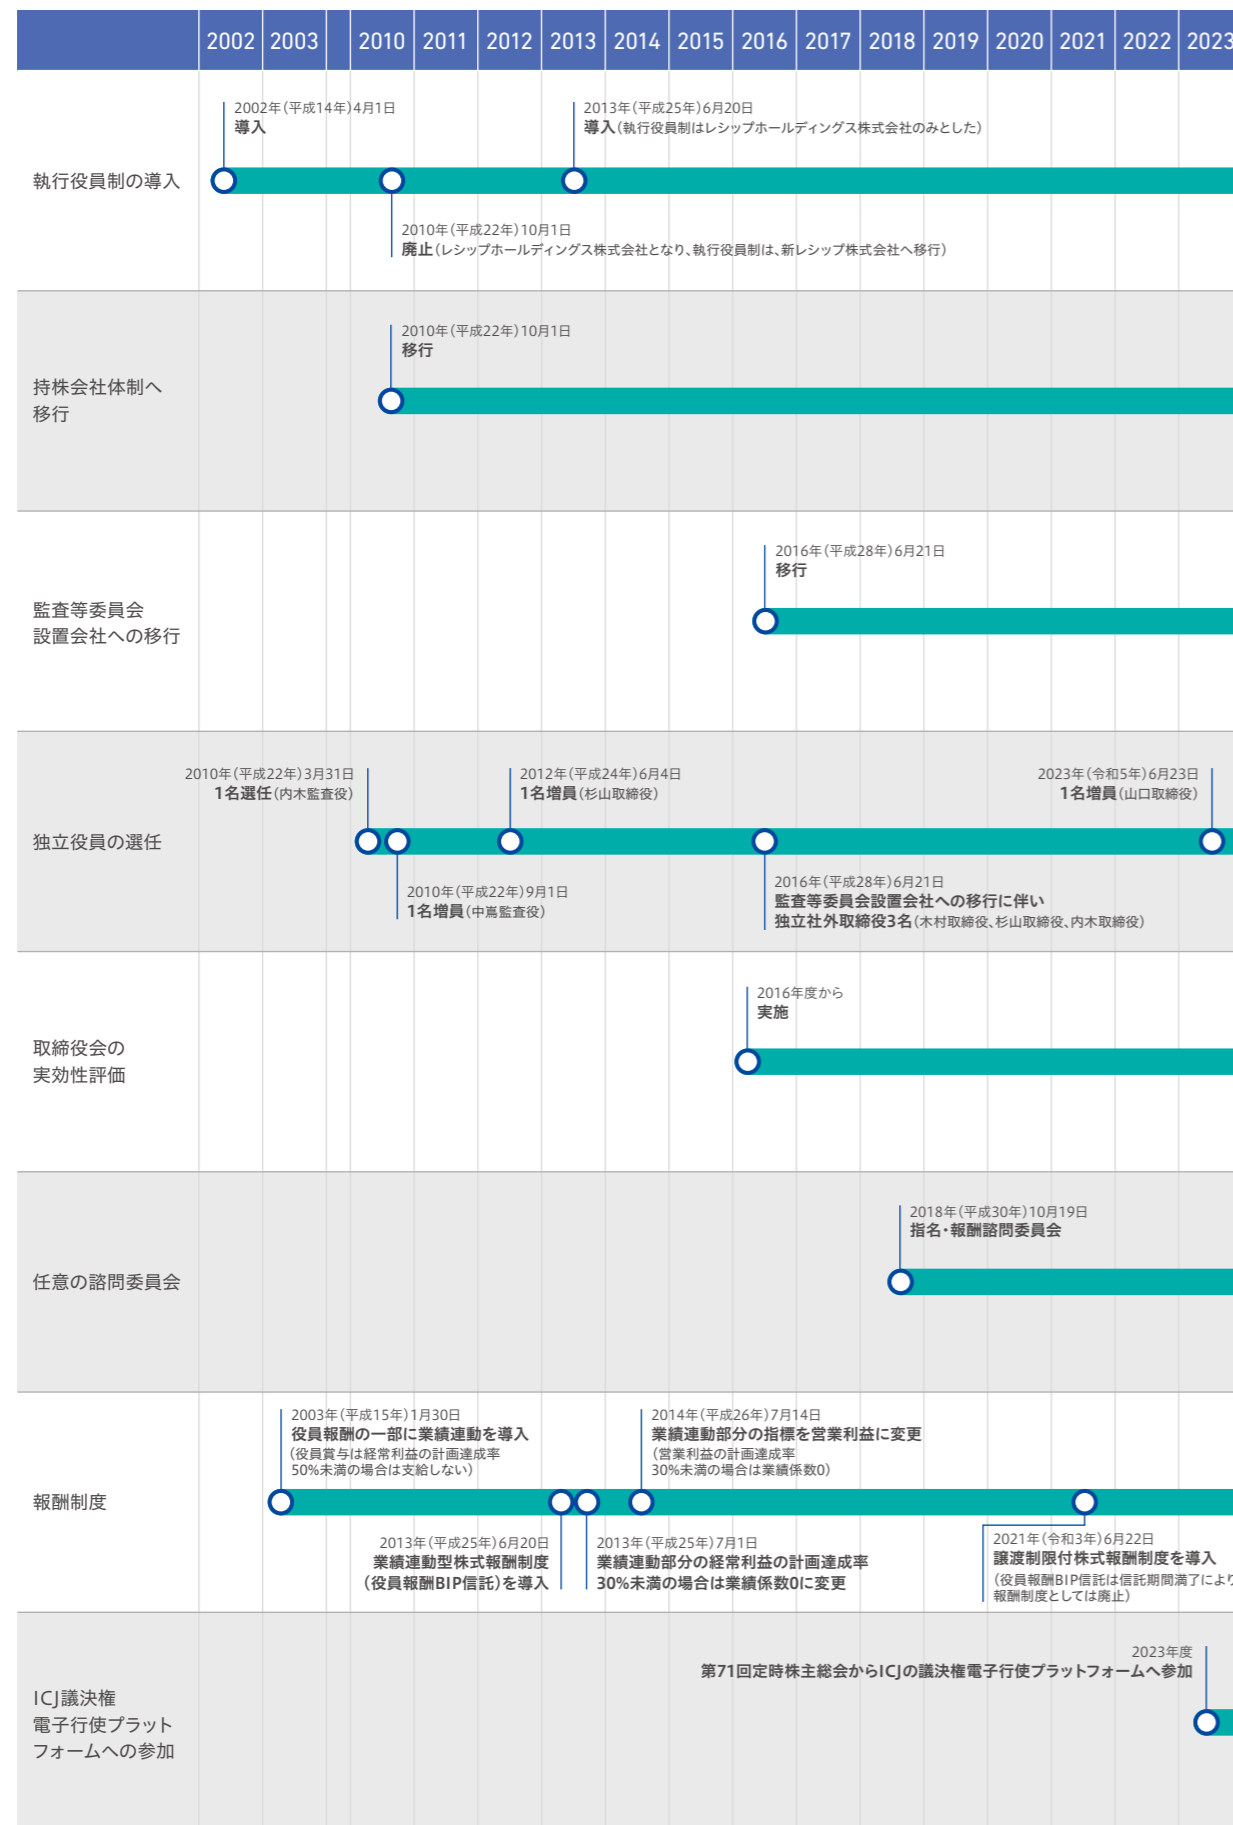 2002 2003 2010 2011 2012 2013 2014 2015 2016 2017 2018 2019 2020 2021 2022 2023
執行役員制の導入
2002年(平成14年)4月1日
導入
2013年(平成25年)6月20日
導入(執行役員制はレシップホールディングス株式会社のみとした)
2010年(平成22年)10月1日
廃止(レシップホールディングス株式会社となり、執行役員制は、新レシップ株式会社へ移行)
持株会社体制へ
移行
2010年(平成22年)10月1日
移行
監査等委員会
設置会社への移行
2016年(平成28年)6月21日
移行
独立役員の選任
2010年(平成22年)3月31日
1名選任(内木監査役)
2012年(平成24年)6月4日
1名増員(杉山取締役)
2023年(令和5年)6月23日
1名増員(山口取締役)
2010年(平成22年)9月1日
1名増員(中嶌監査役)
2016年(平成28年)6月21日
監査等委員会設置会社への移行に伴い
独立社外取締役3名(木村取締役、杉山取締役、内木取締役)
取締役会の
実効性評価
2016年度から
実施
任意の諮問委員会
2018年(平成30年)10月19日
指名・報酬諮問委員会
報酬制度
2003年(平成15年)1月30日
役員報酬の一部に業績連動を導入
(役員賞与は経常利益の計画達成率
50%未満の場合は支給しない)
2014年(平成26年)7月14日
業績連動部分の指標を営業利益に変更
(営業利益の計画達成率
30%未満の場合は業績係数0)
2013年(平成25年)6月20日
業績連動型株式報酬制度
(役員報酬BIP信託)を導入
2013年(平成25年)7月1日
業績連動部分の経常利益の計画達成率
30%未満の場合は業績係数0に変更
2021年(令和3年)6月22日
譲渡制限付株式報酬制度を導入
(役員報酬BIP信託は信託期間満了により
報酬制度としては廃止)
ICJ議決権
電子行使プラット
フォームへの参加
2023年度
第71回定時株主総会からICJの議決権電子行使プラットフォームへ参加